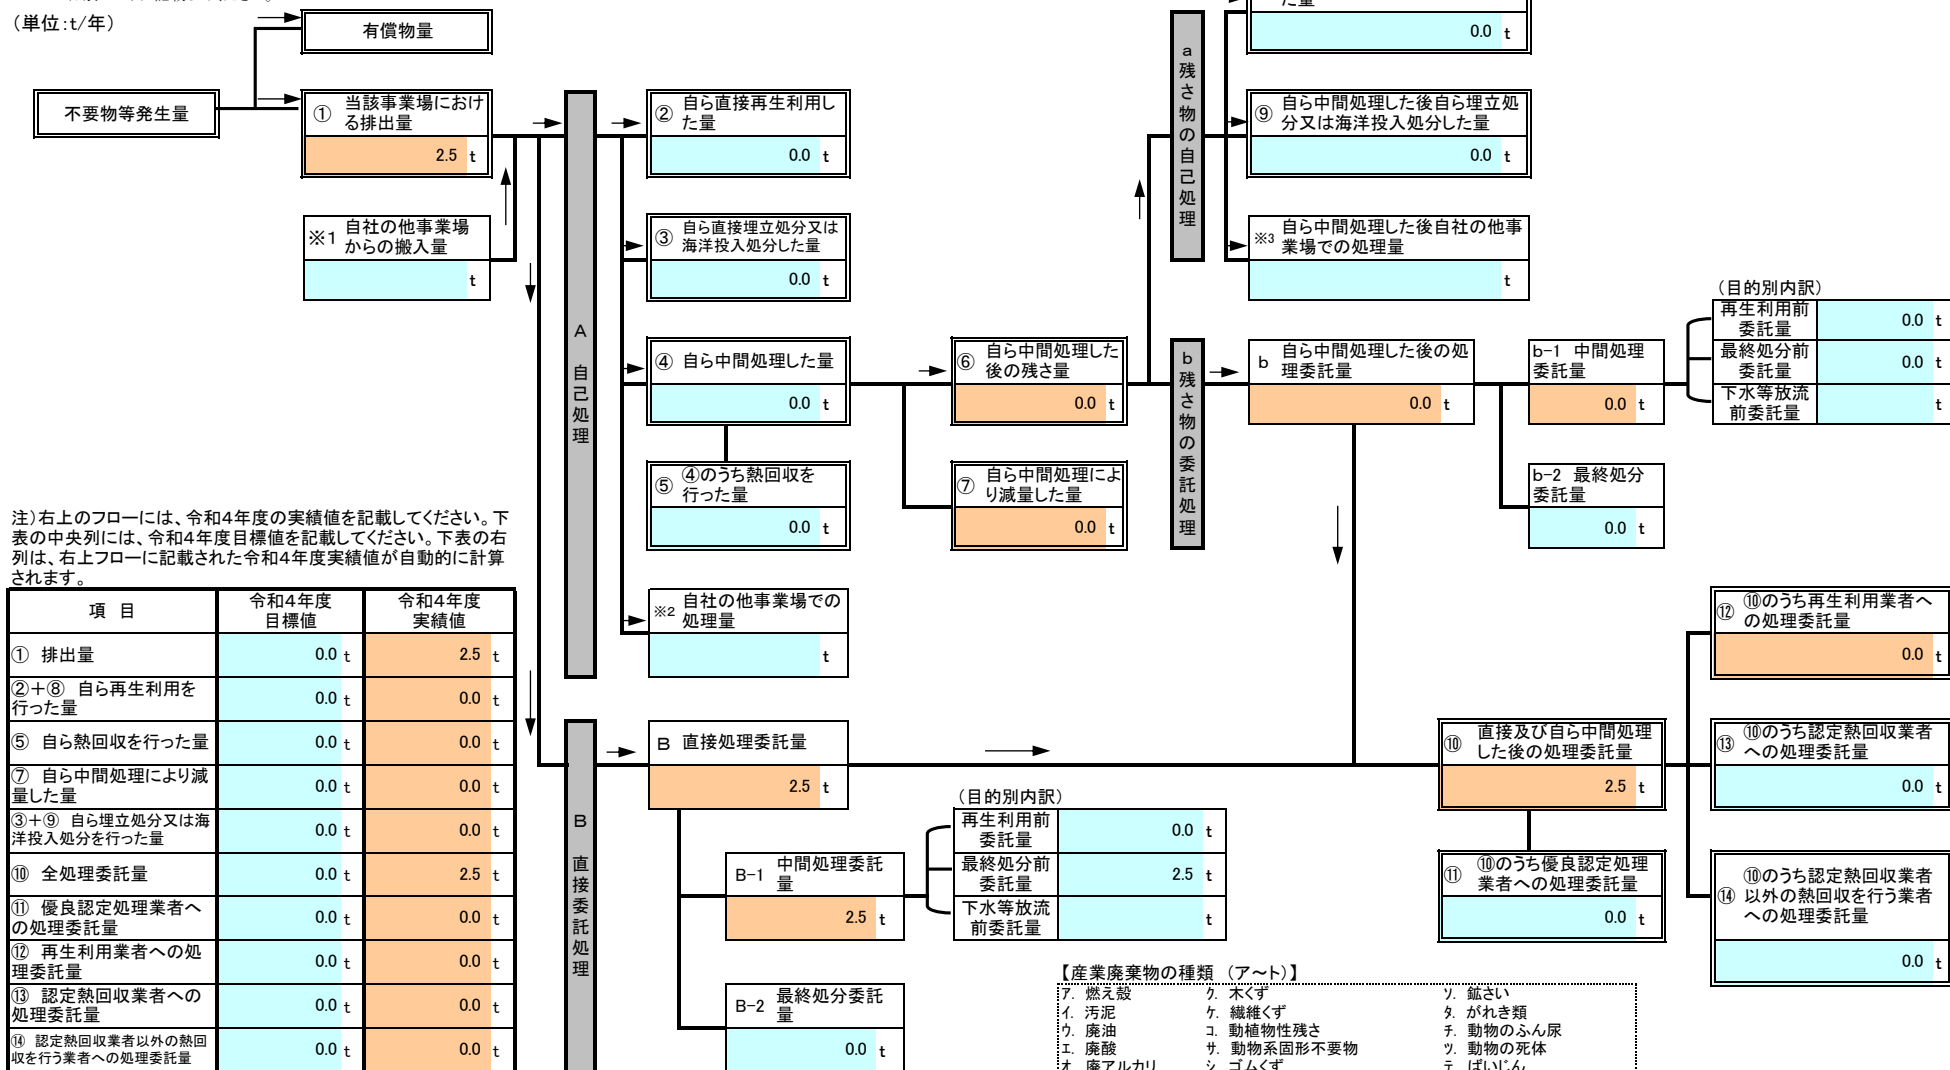 (単位:t/年)
有償物量
不要物等発生量
① 当該事業場におけ
る排出量
2.5 t
※1 自社の他事業場
からの搬入量
t
A 自己処理
② 自ら直接再生利用し
た量
0.0 t
③ 自ら直接埋立処分又は
海洋投入処分した量
0.0 t
④ 自ら中間処理した量
0.0 t
⑤ ④のうち熱回収を
行った量
0.0 t
※2 自社の他事業場での
処理量
t
⑥ 自ら中間処理した
後の残さ量
0.0 t
⑦ 自ら中間処理によ
り減量した量
0.0 t
a 残さ物の自己処理
た量
0.0 t
⑨ 自ら中間処理した後自ら埋立処
分又は海洋投入処分した量
0.0 t
※3 自ら中間処理した後自社の他事
業場での処理量
t
b 残さ物の委託処理
b 自ら中間処理した後の処
理委託量
0.0 t
b-1 中間処理
委託量
0.0 t
b-2 最終処分
委託量
0.0 t
(目的別内訳)
再生利用前
委託量
0.0 t
最終処分前
委託量
0.0 t
下水等放流
前委託量
t
注)右上のフローには、令和4年度の実績値を記載してください。下
表の中央列には、令和4年度目標値を記載してください。下表の右
列は、右上フローに記載された令和4年度実績値が自動的に計算
されます。
項 目 令和4年度 目標値 令和4年度 実績値
① 排出量 0.0 t 2.5 t
②+⑧ 自ら再生利用を
行った量 0.0 t 0.0 t
⑤ 自ら熱回収を行った量 0.0 t 0.0 t
⑦ 自ら中間処理により減
量した量 0.0 t 0.0 t
③+⑨ 自ら埋立処分又は海
洋投入処分を行った量 0.0 t 0.0 t
⑩ 全処理委託量 0.0 t 2.5 t
⑪ 優良認定処理業者へ
の処理委託量 0.0 t 0.0 t
⑫ 再生利用業者への処
理委託量 0.0 t 0.0 t
⑬ 認定熱回収業者への
処理委託量 0.0 t 0.0 t
⑭ 認定熱回収業者以外の熱回
収を行う業者への処理委託量 0.0 t 0.0 t
B 直接委託処理
B 直接処理委託量
2.5 t
B-1 中間処理委託
量
2.5 t
B-2 最終処分委託
量
0.0 t
(目的別内訳)
再生利用前
委託量
0.0 t
最終処分前
委託量
2.5 t
下水等放流
前委託量
t
⑩ 直接及び自ら中間処理
した後の処理委託量
2.5 t
⑪ ⑩のうち優良認定処理
業者への処理委託量
0.0 t
⑫ ⑩のうち再生利用業者へ
の処理委託量
0.0 t
⑬ ⑩のうち認定熱回収業者
への処理委託量
0.0 t
⑭ ⑩のうち認定熱回収業者
以外の熱回収を行う業者
への処理委託量
0.0 t
【産業廃棄物の種類 (ア~ト)】
ア. 燃え殻 ク. 木くず ソ. 鉱さい
イ. 汚泥 ケ. 繊維くず タ. がれき類
ウ. 廃油 コ. 動植物性残さ チ. 動物のふん尿
エ. 廃酸 サ. 動物系固形不要物 ツ. 動物の死体
オ. 廃アルカリ シ. ゴムくず テ. ばいじん